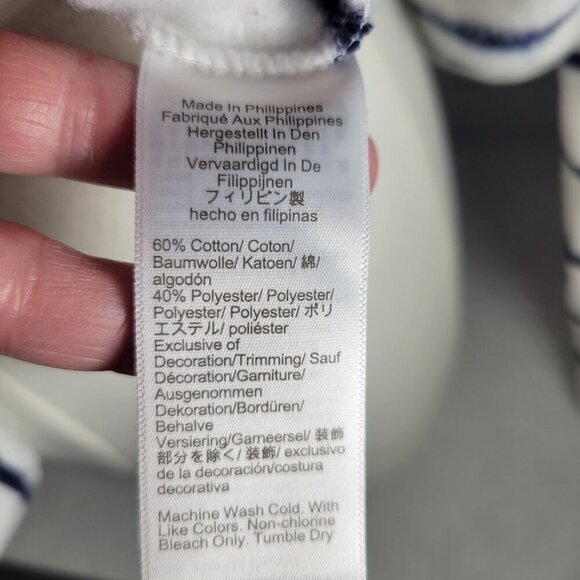 Made In Philippines
Fabriqué Aux Philippines
Hergestellt In Den
Philippinen
Vervaardigd In De
Filippijnen
フィリピン製
hecho en filipinas
60% Cotton/ Coton/
Baumwolle/ Katoen/ 綿/
algodón
40% Polyester/ Polyester/
Polyester/ Polyester/ ポリ
エステル/ poliéster
Exclusive of
Decoration/Trimming/ Sauf
Décoration/Garniture/
Ausgenommen
Dekoration/Bordüren/
Behalve
Versiering/Garneersel/ 装飾
部分を除く/ 装飾/ exclusivo
de la decoración/costura
decorativa
Machine Wash Cold. With
Like Colors. Non-chlorine
Bleach Only. Tumble Dry